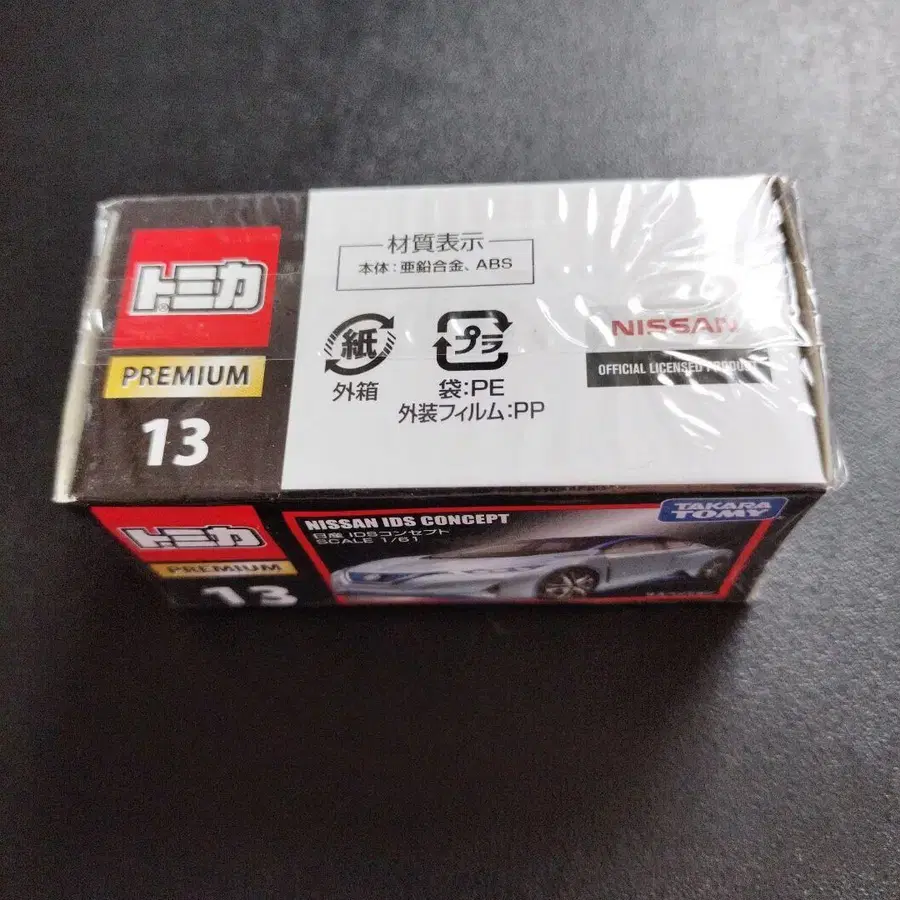 トミカ
PREMIUM
13
材質表示
本体:亜鉛合金、ABS
紙
外箱
プラ
袋:PE
外装フィルム:PP
NISSAN
OFFICIAL LICENSED PRODUCT
トミカ
PREMIUM
13
NISSAN IDS CONCEPT
日産 IDSコンセプト
SCALE 1/61
TAKARA
TOMY